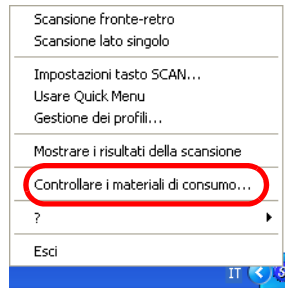 Scansione fronte-retro
Scansione lato singolo
Impostazioni tasto SCAN...
Usare Quick Menu
Gestione dei profili...
Mostrare i risultati della scansione
Controllare i materiali di consumo...
?
Esci
IT